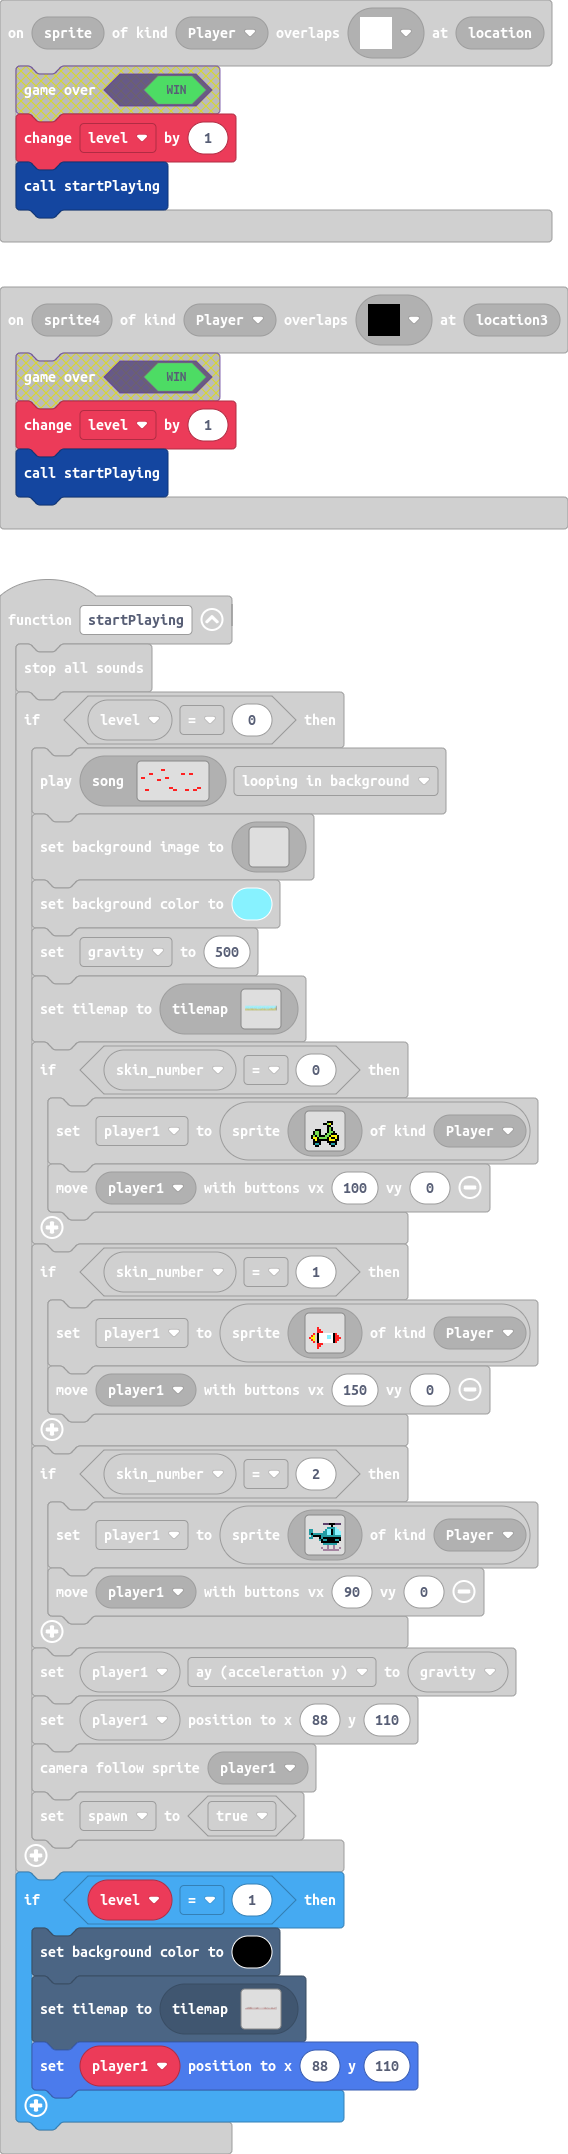 on sprite of kind Player overlaps at location
game over WIN
change level by 1
call startPlaying
on sprite4 of kind Player overlaps at location3
game over WIN
change level by 1
call startPlaying
function startPlaying
stop all sounds
if level = 0 then
play song looping in background
set background image to
set background color to
set gravity to 500
set tilemap to tilemap
if skin_number = 0 then
set player1 to sprite of kind Player
move player1 with buttons vx 100 vy 0
if skin_number = 1 then
set player1 to sprite of kind Player
move player1 with buttons vx 150 vy 0
if skin_number = 2 then
set player1 to sprite of kind Player
move player1 with buttons vx 90 vy 0
set player1 ay (acceleration y) to gravity
set player1 position to x 88 y 110
camera follow sprite player1
set spawn to true
if level = 1 then
set background color to
set tilemap to tilemap
set player1 position to x 88 y 110